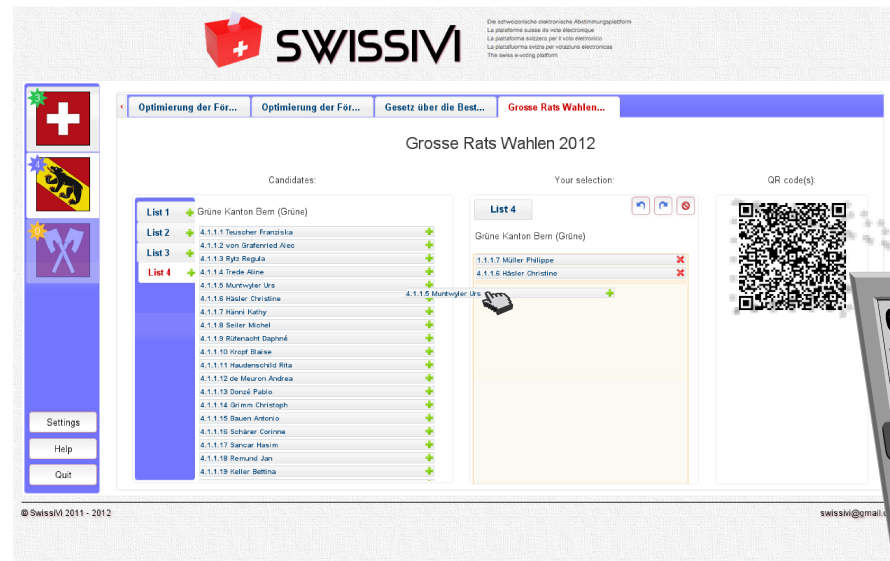 SWISSIVI
Die schweizerische elektronische Abstimmungsplattform
La plateforme suisse de vote électronique
La piattaforma svizzera per il voto elettronico
La plattafuorma svizra per votaziuns electronicas
The swiss e-voting platform
3
4
0
Optimierung der För...
Optimierung der För...
Gesetz über die Best...
Grosse Rats Wahlen...
Grosse Rats Wahlen 2012
Candidates:
Your selection:
QR code(s):
List 1
List 2
List 3
List 4
Grüne Kanton Bern (Grüne)
4.1.1.1 Teuscher Franziska
4.1.1.2 von Grafenried Alec
4.1.1.3 Rytz Regula
4.1.1.4 Trede Aline
4.1.1.5 Muntwyler Urs
4.1.1.6 Häsler Christine
4.1.1.7 Hänni Kathy
4.1.1.8 Seiler Michel
4.1.1.9 Rüfenacht Daphné
4.1.1.10 Kropf Blaise
4.1.1.11 Haudenschild Rita
4.1.1.12 de Meuron Andrea
4.1.1.13 Donzé Pablo
4.1.1.14 Grimm Christoph
4.1.1.15 Bauen Antonio
4.1.1.16 Schärer Corinne
4.1.1.17 Sancar Hasim
4.1.1.18 Remund Jan
4.1.1.19 Keller Bettina
List 4
Grüne Kanton Bern (Grüne)
1.1.1.7 Müller Philippe
4.1.1.6 Häsler Christine
4.1.1.5 Muntwyler Urs
Settings
Help
Quit
© SwissiVi 2011 - 2012
swissivi@gmail.c